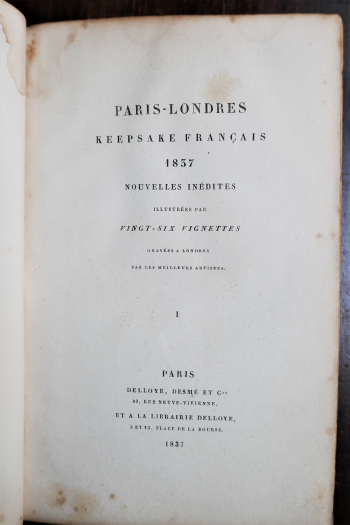 PARIS-LONDRES
KEEPSAKE FRANÇAIS
1837
NOUVELLES INÉDITES
ILLUSTRÉES PAR
VINGT-SIX VIGNETTES
GRAVÉES A LONDRES
PAR LES MEILLEURS ARTISTES.
I
PARIS
DELLOYE, DESMÉ ET Cie
RUE NEUVE-VIVIENNE,
ET A LA LIBRAIRIE DELLOYE,
5 ET 13, PLACE DE LA BOURSE.
1837